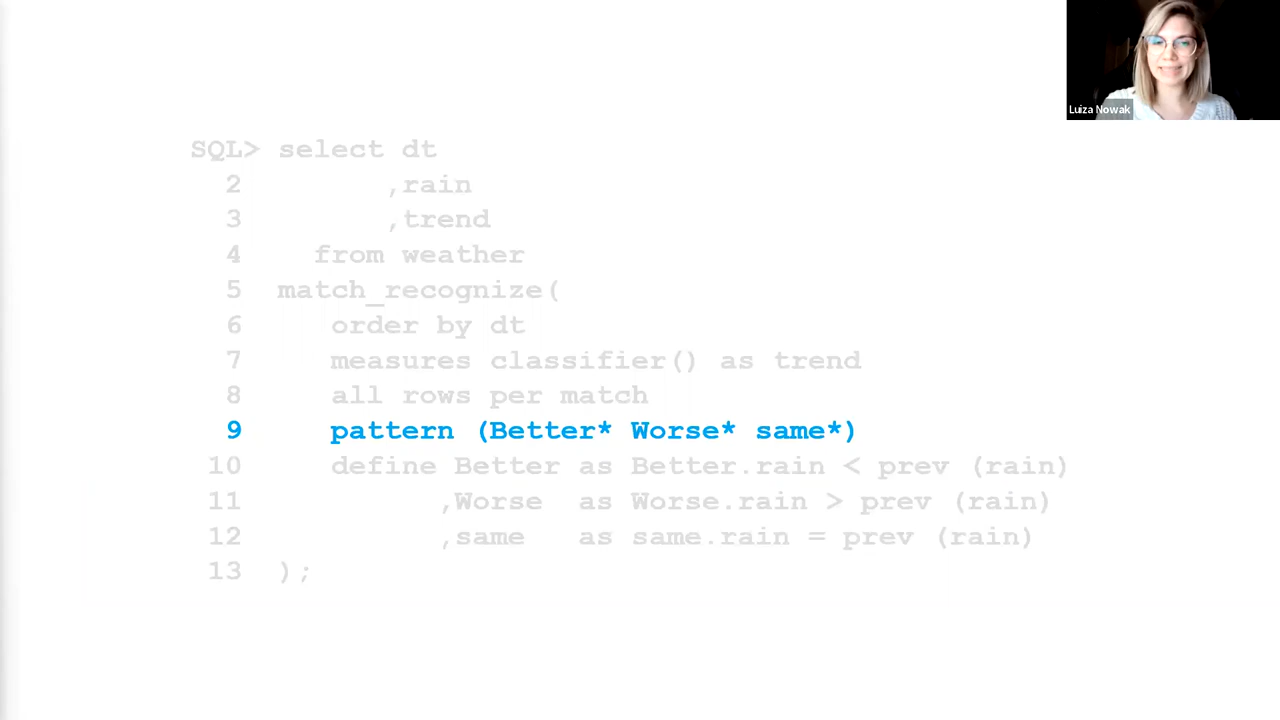 Luiza Nowak
SQL> select dt
2 ,rain
3 ,trend
4 from weather
5 match_recognize(
6 order by dt
7 measures classifier() as trend
8 all rows per match
9 pattern (Better* Worse* same*)
10 define Better as Better.rain < prev (rain)
11 ,Worse as Worse.rain > prev (rain)
12 ,same as same.rain = prev (rain)
13 );